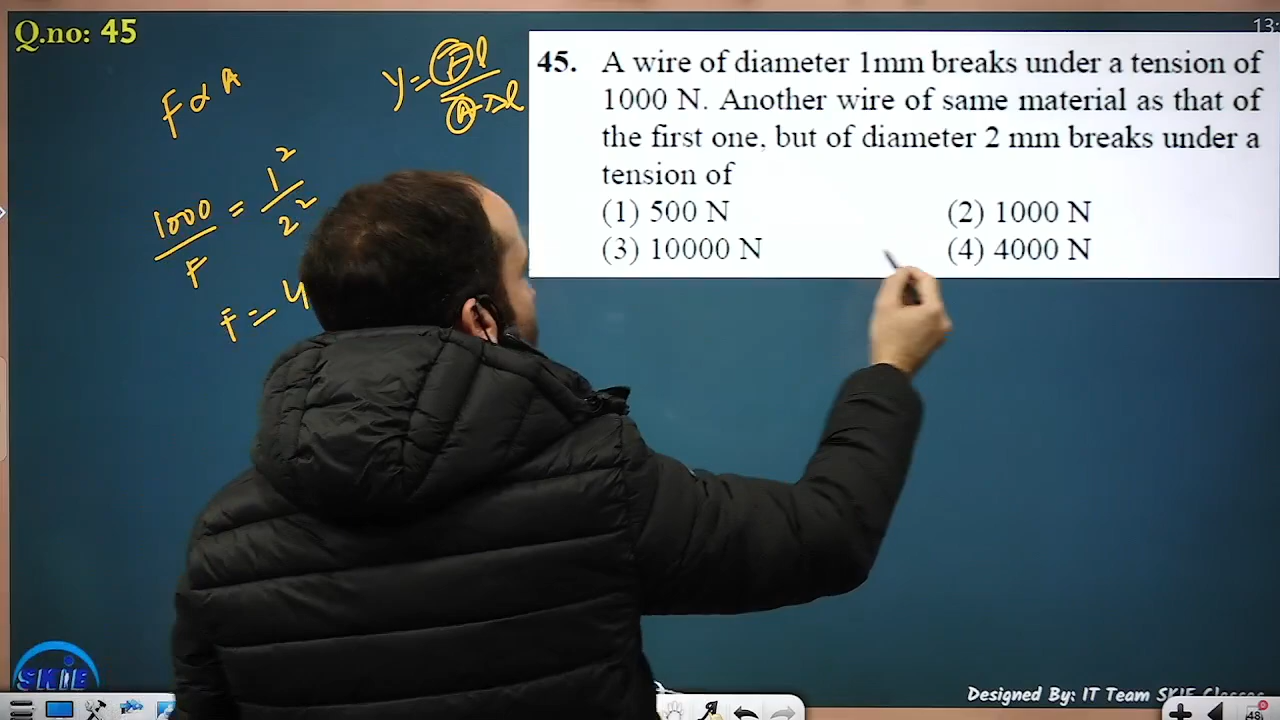 Q.no: 45
13:
F ∝ A
Y = Fl
A Δl
1000 = 1²
F 2²
F = 4
45. A wire of diameter 1mm breaks under a tension of
1000 N. Another wire of same material as that of
the first one, but of diameter 2 mm breaks under a
tension of
(1) 500 N (2) 1000 N
(3) 10000 N (4) 4000 N
SKIE
Designed By: IT Team SKIE Classes